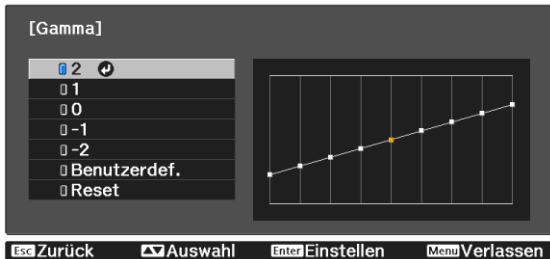 [Gamma]
2
1
0
-1
-2
Benutzerdef.
Reset
Esc Zurück Auswahl Enter Einstellen Menu Verlassen